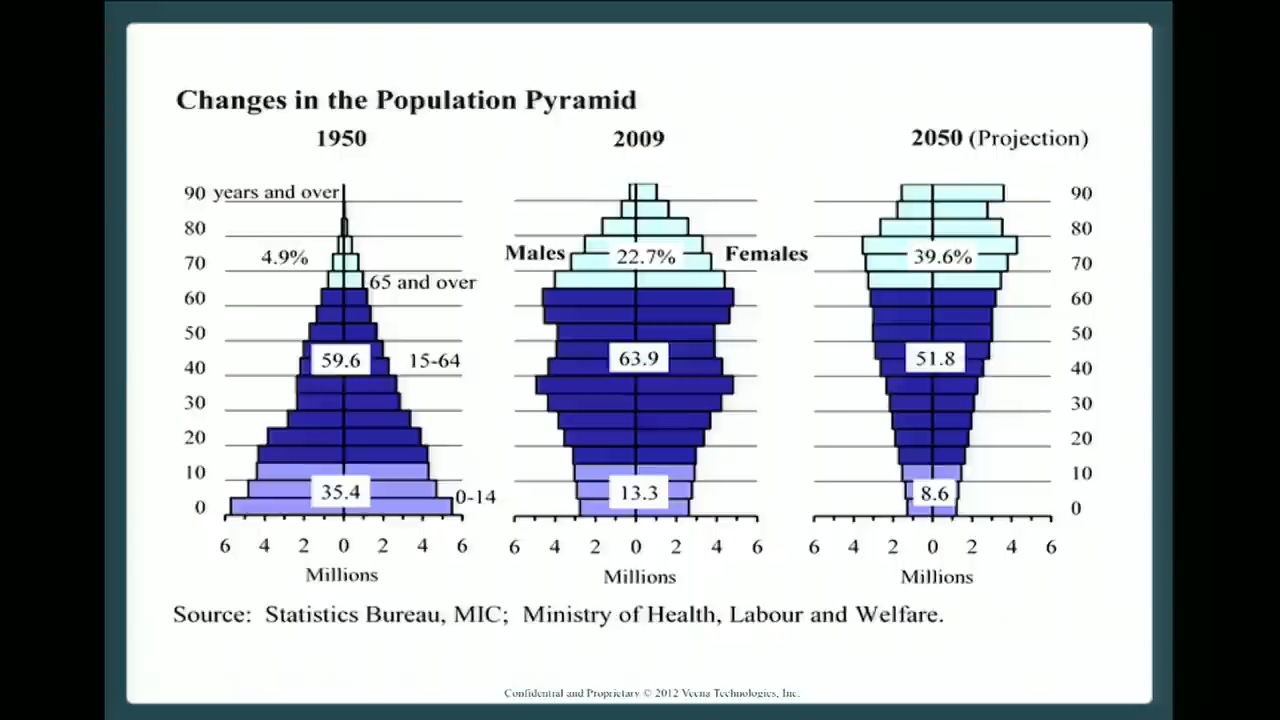 Changes in the Population Pyramid
1950
2009
2050 (Projection)
90 years and over
90
80
80
Males
Females
4.9%
22.7%
39.6%
70
70
65 and over
60
60
50
50
59.6
15-64
63.9
51.8
40
40
30
30
20
20
10
10
35.4
0-14
13.3
8.6
0
0
6 4 2 0 2 4 6
6 4 2 0 2 4 6
6 4 2 0 2 4 6
Millions
Millions
Millions
Source: Statistics Bureau, MIC; Ministry of Health, Labour and Welfare.
Confidential and Proprietary © 2012 Vecna Technologies, Inc.